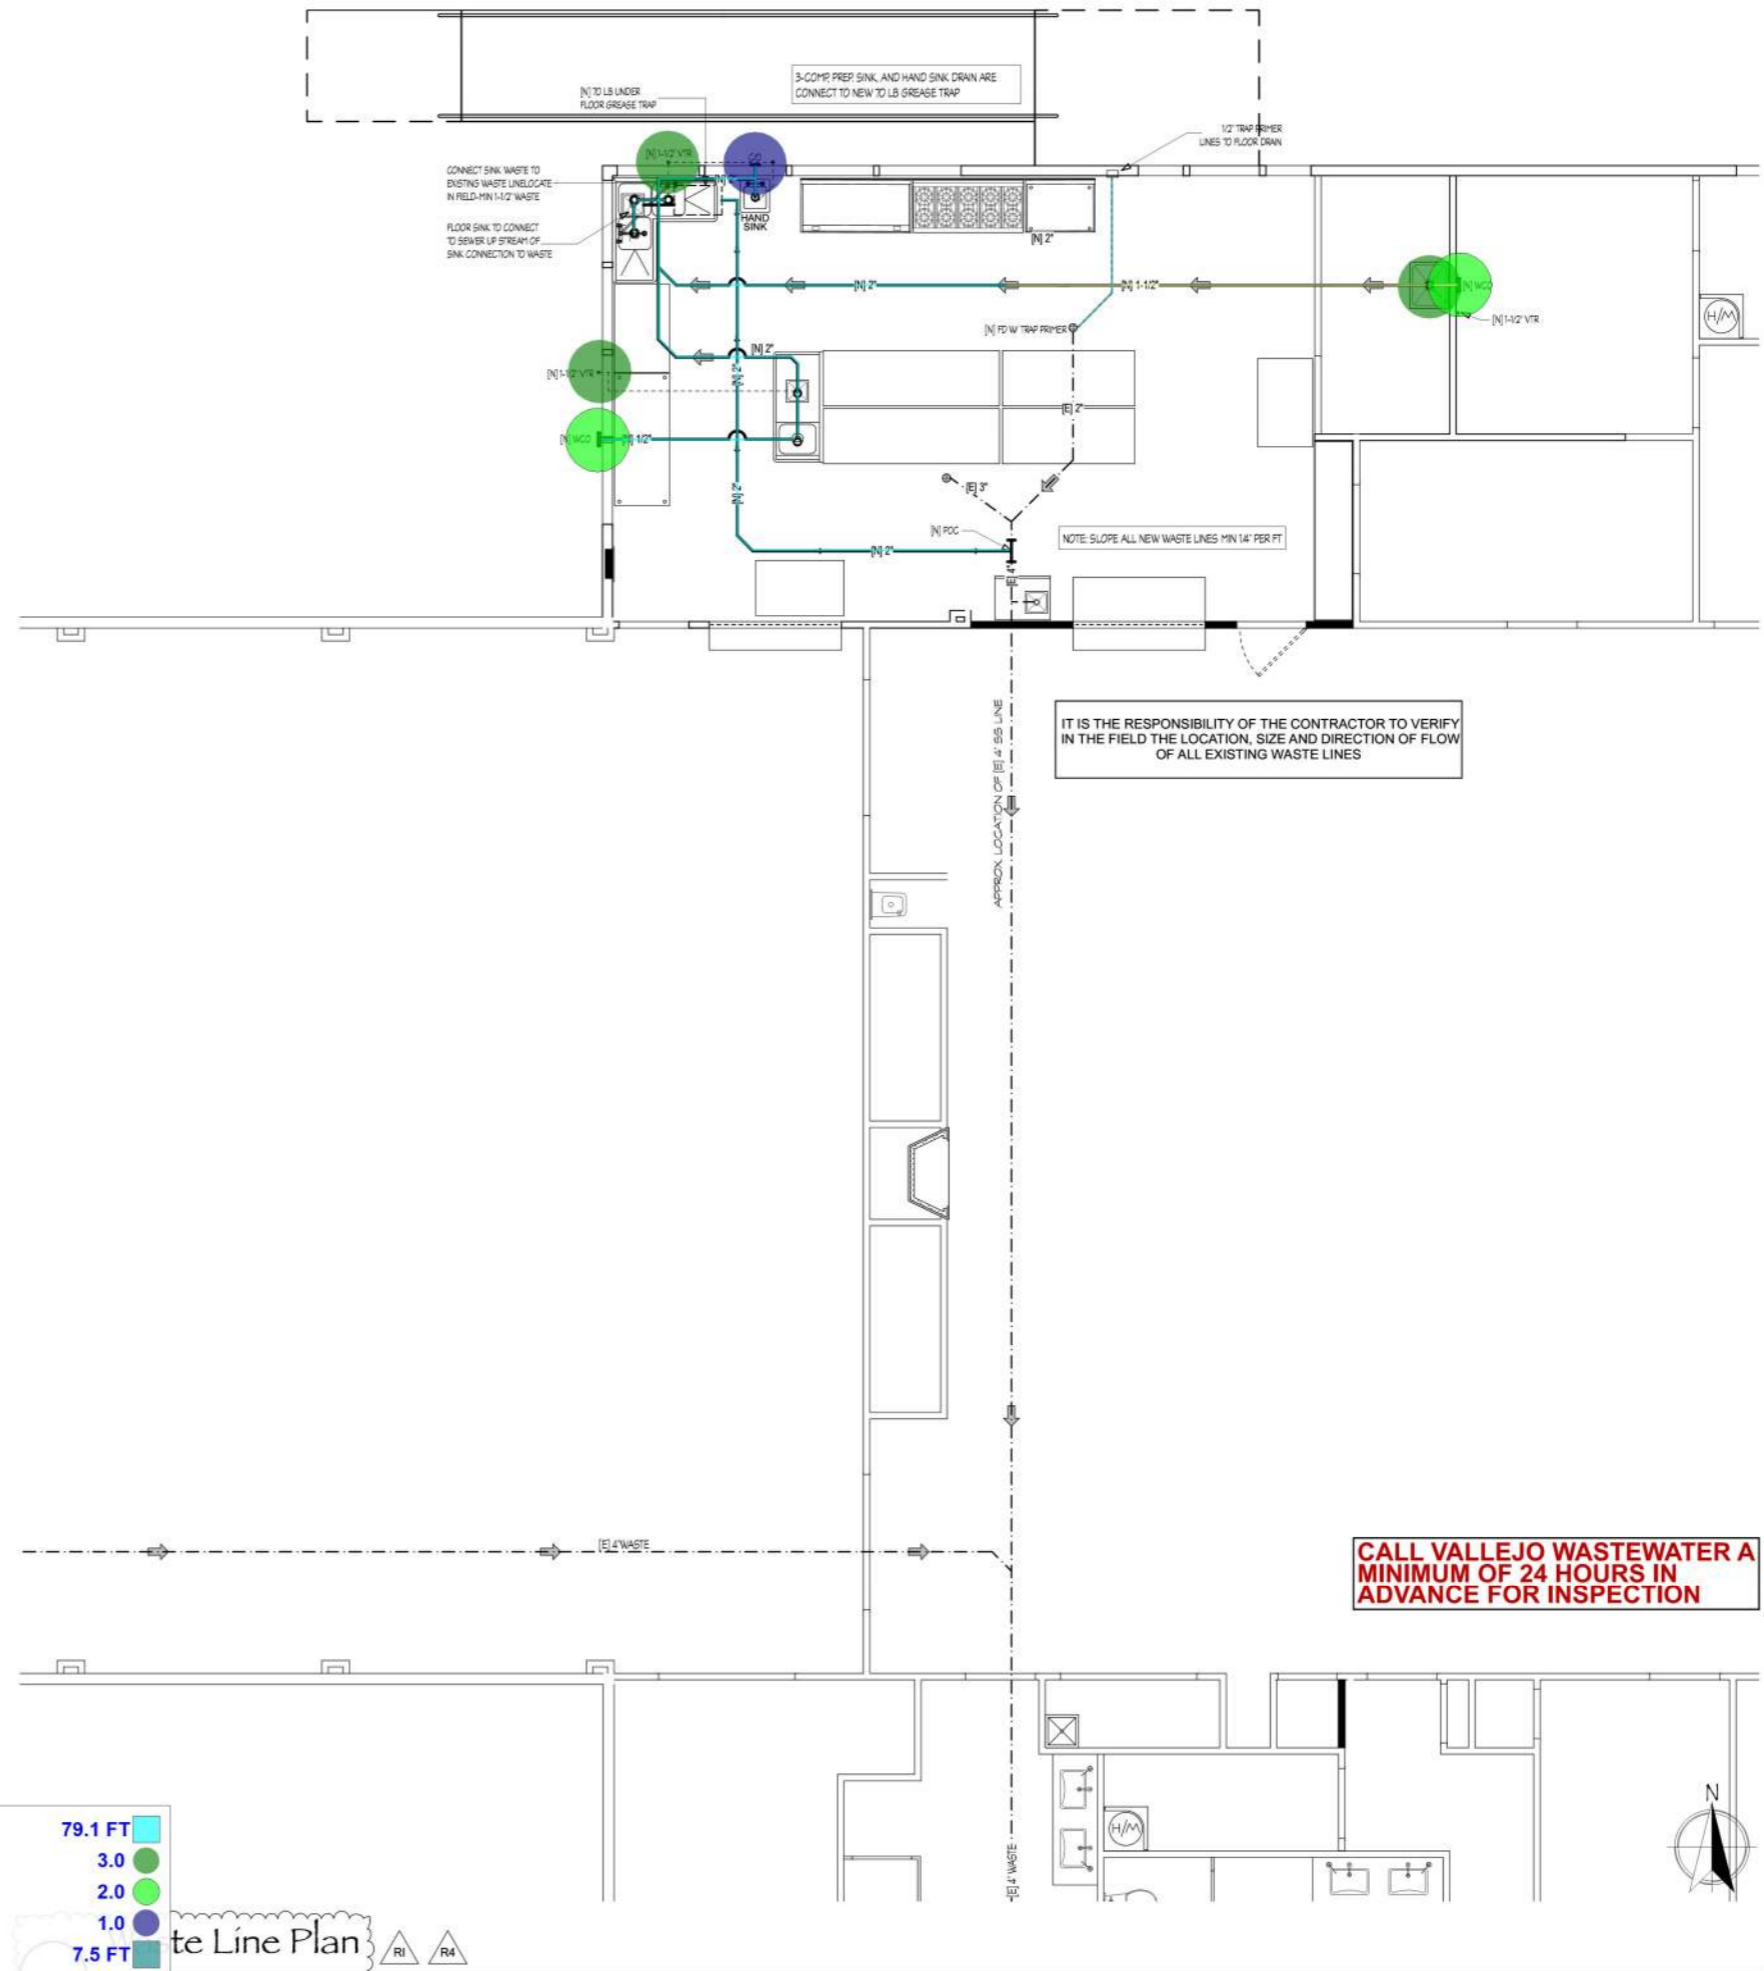 3-COMP, PREP. SINK, AND HAND SINK DRAIN ARE
CONNECT TO NEW 70 LB GREASE TRAP
[N] 70 LB UNDER
FLOOR GREASE TRAP
1/2" TRAP PRIMER
LINES TO FLOOR DRAIN
[N] 1-1/2" VTR
CO
CONNECT SINK WASTE TO
EXISTING WASTE LINELOCATE
IN FIELD-MIN 1-1/2" WASTE
HAND
SINK
FLOOR SINK TO CONNECT
TO SEWER UP STREAM OF
SINK CONNECTION TO WASTE
[N] 2"
[N] 2"
[N] 1-1/2"
[N] WCO
[N] 1-1/2" VTR
H/M
[N] FD W/ TRAP PRIMER
[N] 2"
[N] 2"
[N] 1-1/2" VTR
[E] 2"
[N] WCO
[N] 2"
[E] 3"
[N] POC
NOTE: SLOPE ALL NEW WASTE LINES MIN 1/4" PER FT
[N] 2"
[E] 4"
APPROX. LOCATION OF [E] 4" SS LINE
IT IS THE RESPONSIBILITY OF THE CONTRACTOR TO VERIFY
IN THE FIELD THE LOCATION, SIZE AND DIRECTION OF FLOW
OF ALL EXISTING WASTE LINES
[E] 4"WASTE
CALL VALLEJO WASTEWATER A
MINIMUM OF 24 HOURS IN
ADVANCE FOR INSPECTION
[E] 4" WASTE
H/M
N
79.1 FT
3.0
2.0
1.0
7.5 FT
te Line Plan
R1
R4